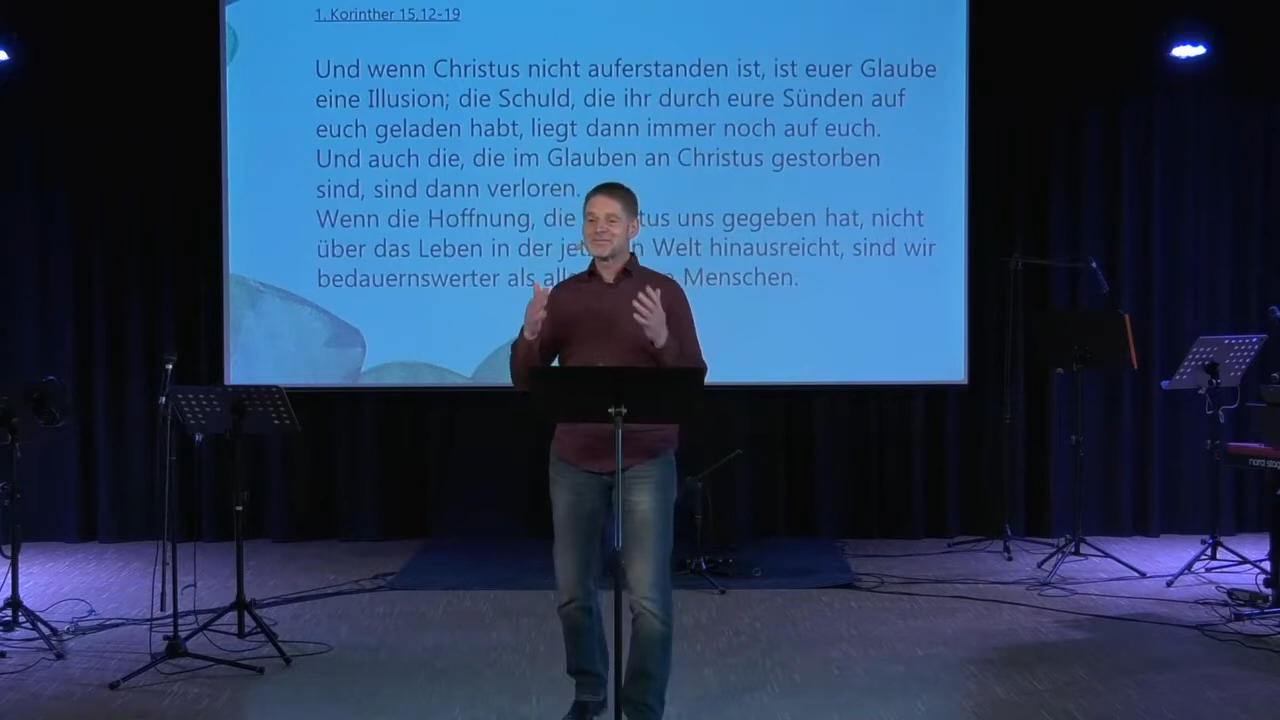 1. Korinther 15,12-19
Und wenn Christus nicht auferstanden ist, ist euer Glaube
eine Illusion; die Schuld, die ihr durch eure Sünden auf
euch geladen habt, liegt dann immer noch auf euch.
Und auch die, die im Glauben an Christus gestorben
sind, sind dann verloren.
Wenn die Hoffnung, die tus uns gegeben hat, nicht
über das Leben in der jet n Welt hinausreicht, sind wir
bedauernswerter als all Menschen.
nord